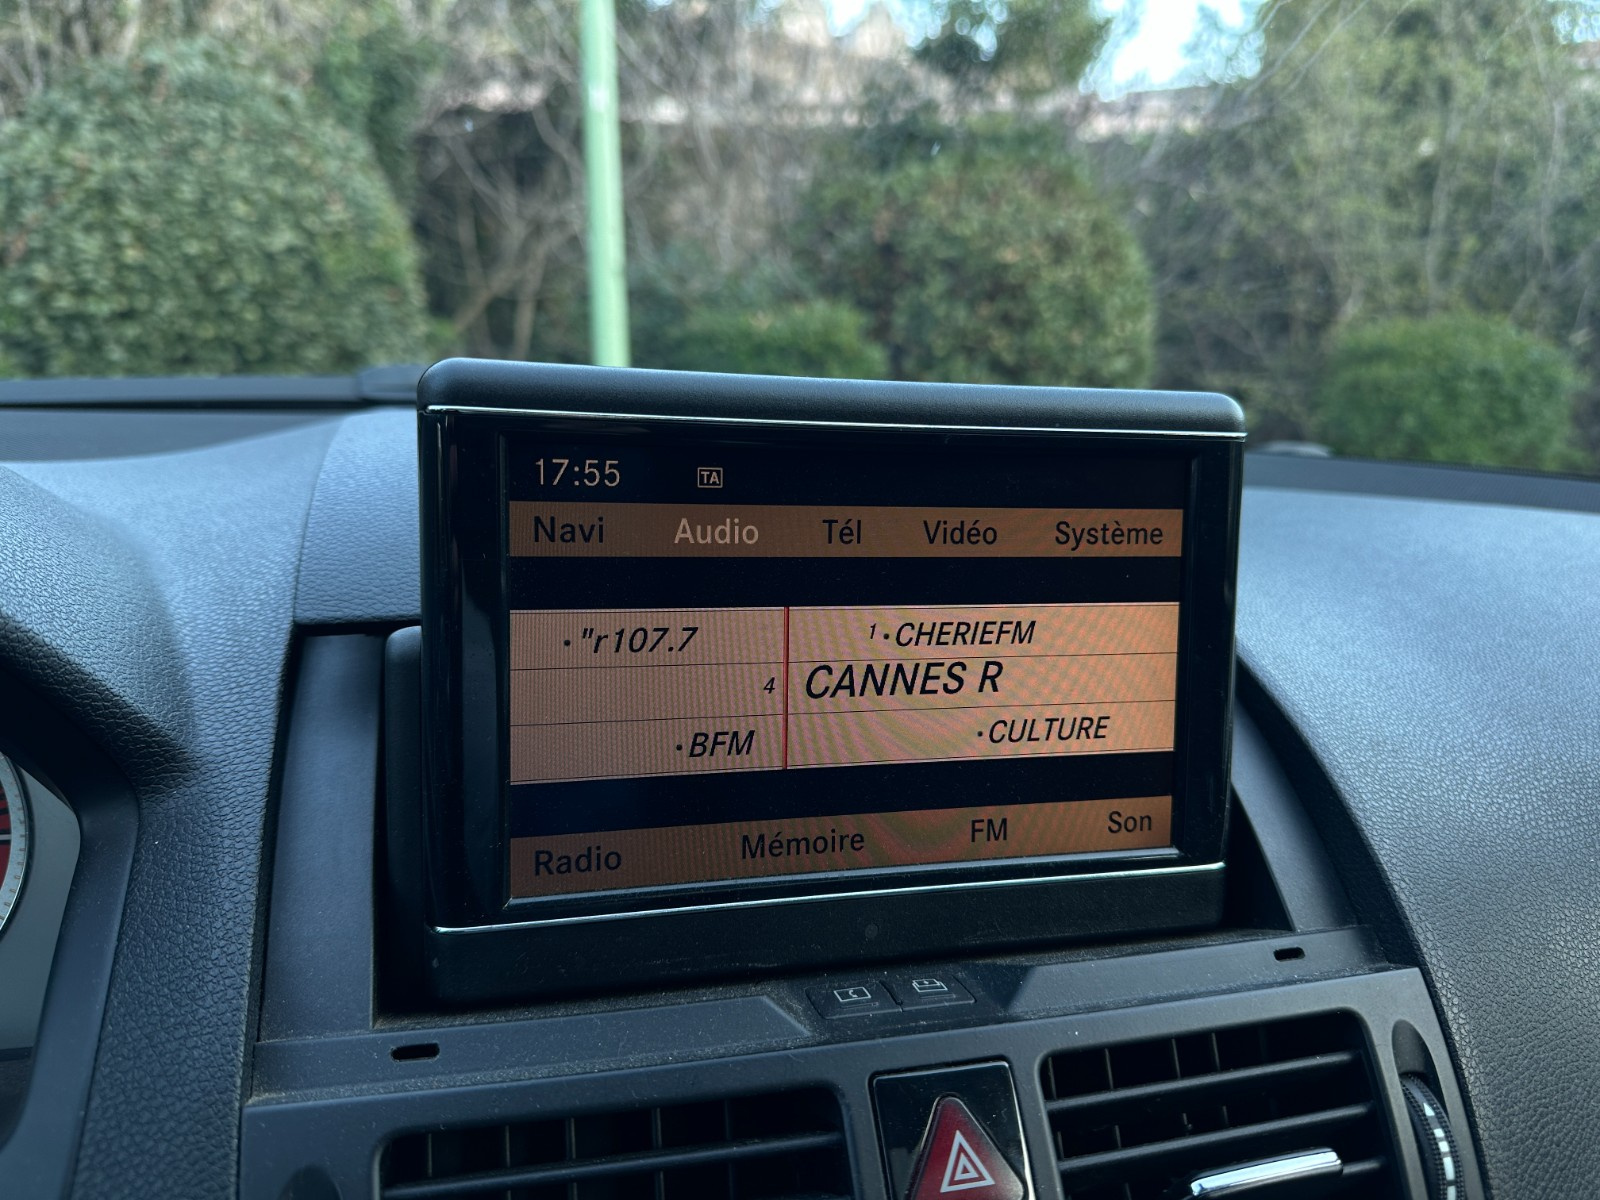 17:55 TA
Navi Audio Tél Vidéo Système
·"r107.7 1·CHERIEFM
4 CANNES R
·BFM ·CULTURE
Radio Mémoire FM Son